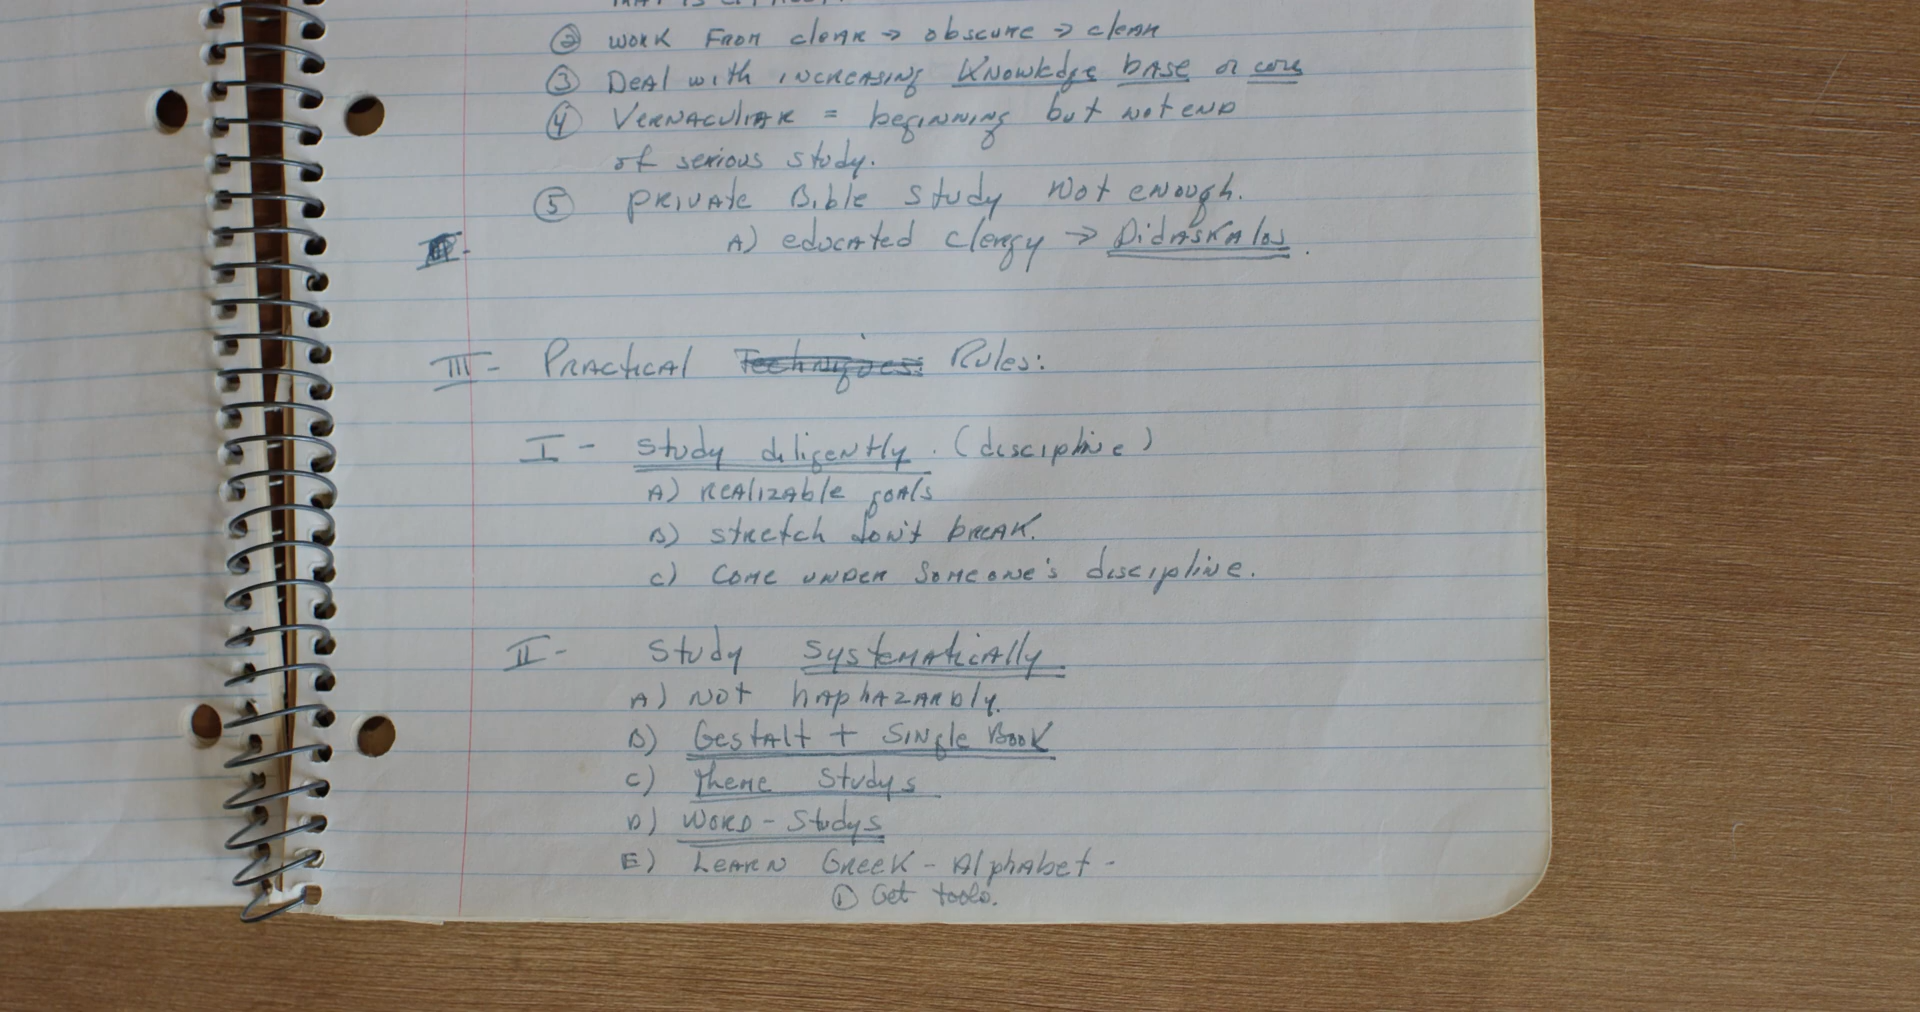 ② Work From clear → obscure → clear
③ Deal with increasing Knowledge base or core
④ Vernaculiar = beginning but not end
of serious study.
⑤ Private Bible study not enough.
A) educated clergy → Didaskalos.
III - Practical Techniques: Rules:
I - Study diligently. (discipline)
A) realizable goals
B) stretch don't break.
C) Come under someone's discipline.
II - Study Systematically
A) Not haphazardly.
B) Gestalt + Single Book
C) Theme Studys
D) Word - Studys
E) Learn Greek - Alphabet -
① Get tools.